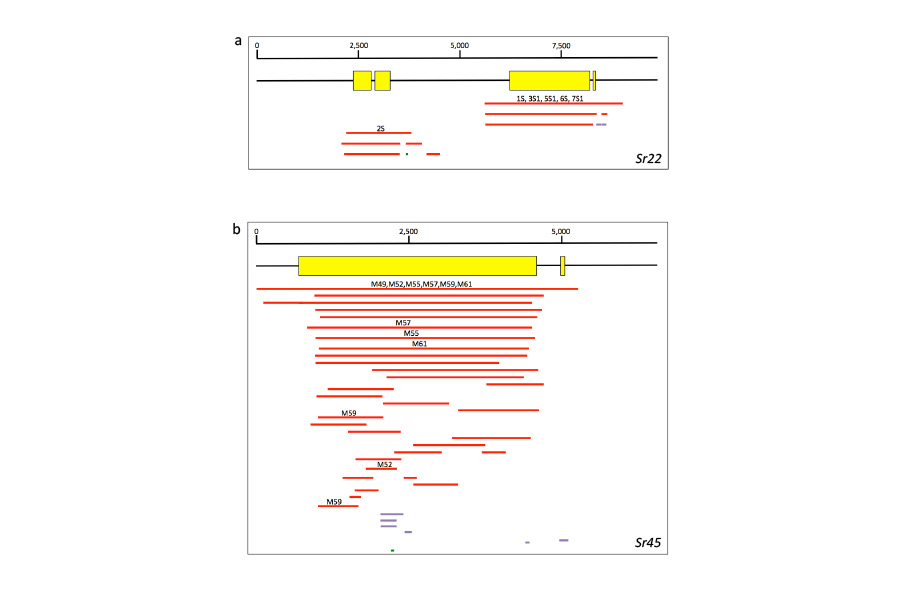 a
0 2,500 5,000 7,500
1S, 3S1, 5S1, 6S, 7S1
2S
Sr22
b
0 2,500 5,000
M49,M52,M55,M57,M59,M61
M57
M55
M61
M59
M52
M59
Sr45